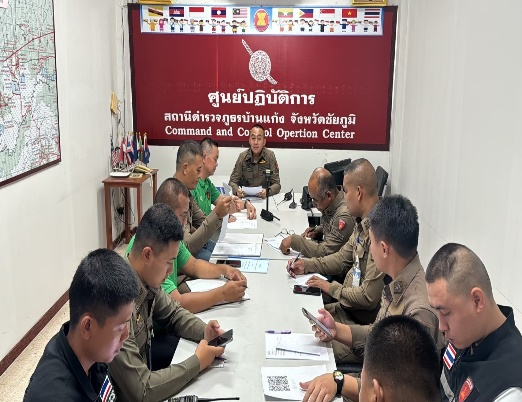 ศูนย์ปฏิบัติการ
สถานีตำรวจภูธรบ้านแก้ง จังหวัดชัยภูมิ
Command and Control Opertion Center